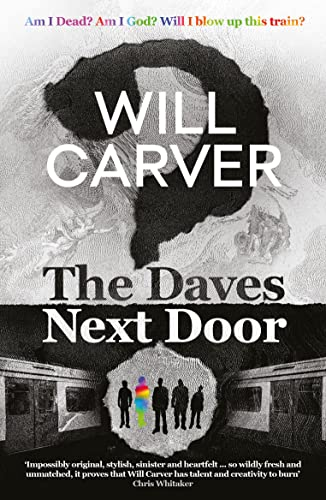 Am I Dead? Am I God? Will I blow up this train?
WILL
CARVER
The Daves
Next Door
‘Impossibly original, stylish, sinister and heartfelt ... so wildly fresh and
unmatched, it proves that Will Carver has talent and creativity to burn’
Chris Whitaker